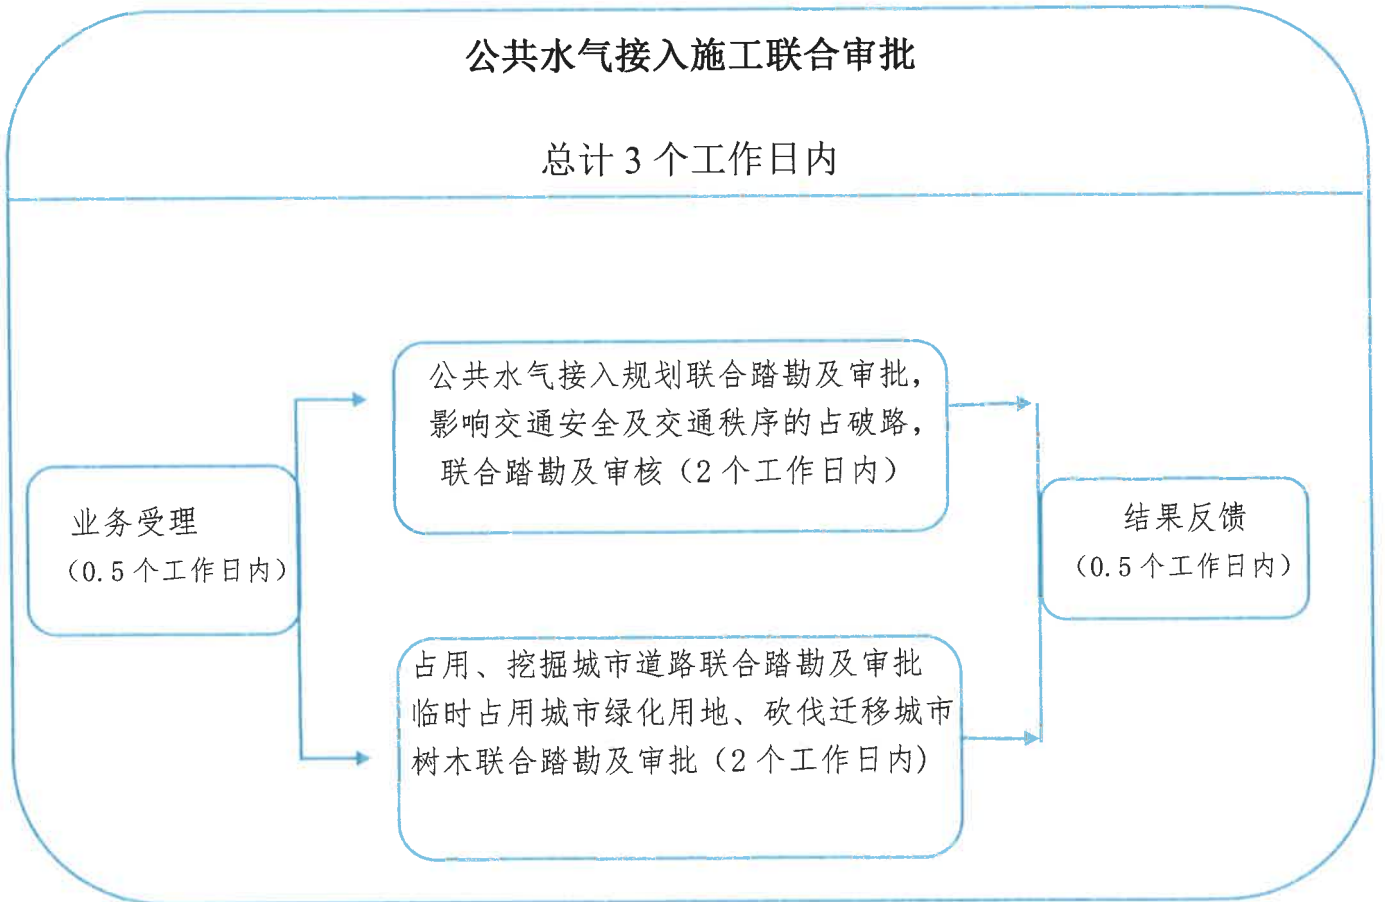 公共水气接入施工联合审批
总计 3 个工作日内
公共水气接入规划联合踏勘及审批，
影响交通安全及交通秩序的占破路，
联合踏勘及审核（2 个工作日内）
业务受理
（0.5 个工作日内）
结果反馈
（0.5 个工作日内）
占用、挖掘城市道路联合踏勘及审批
临时占用城市绿化用地、砍伐迁移城市
树木联合踏勘及审批（2 个工作日内)